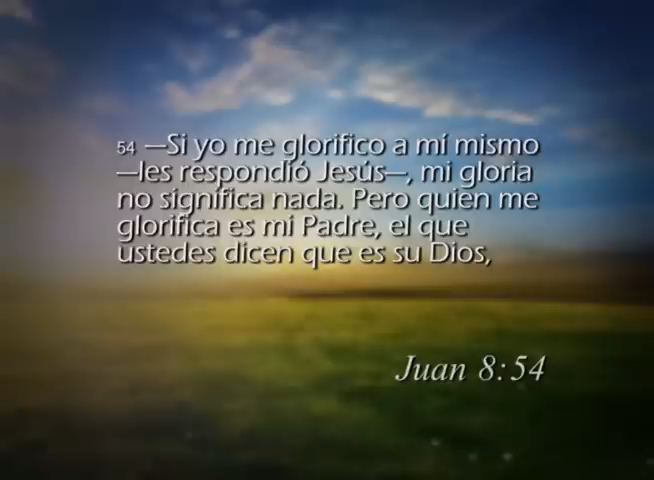 54 —Si yo me glorifico a mí mismo
—les respondió Jesús—, mi gloria
no significa nada. Pero quien me
glorifica es mi Padre, el que
ustedes dicen que es su Dios,
Juan 8:54